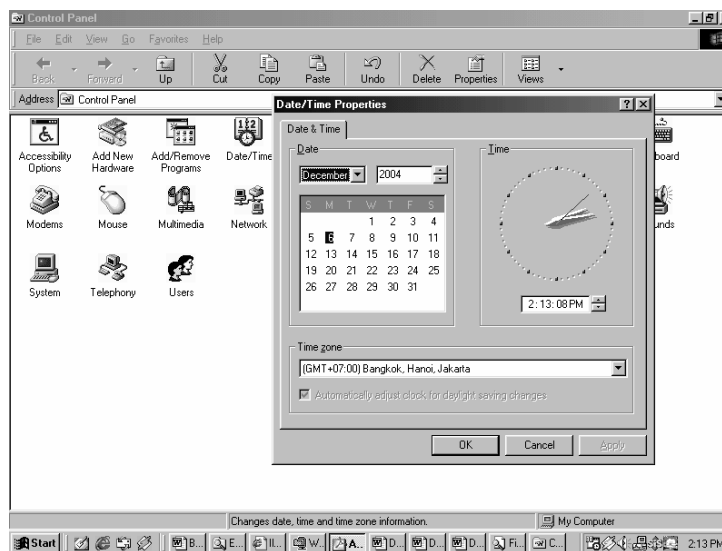 Control Panel
File Edit View Go Favorites Help
Back Forward Up Cut Copy Paste Undo Delete Properties Views
Address Control Panel
Date/Time Properties
Date & Time
Date
December 2004
S M T W T F S
1 2 3 4
5 6 7 8 9 10 11
12 13 14 15 16 17 18
19 20 21 22 23 24 25
26 27 28 29 30 31
Time
2:13:08 PM
Time zone
(GMT+07:00) Bangkok, Hanoi, Jakarta
Automatically adjust clock for daylight saving changes
OK Cancel Apply
Accessibility Options
Add New Hardware
Add/Remove Programs
Date/Time
board
Modems Mouse Multimedia Network
unds
System Telephony Users
Changes date, time and time zone information.
My Computer
Start B... E... Il... W... A... D... D... D... Fi... C... 2:13 PM